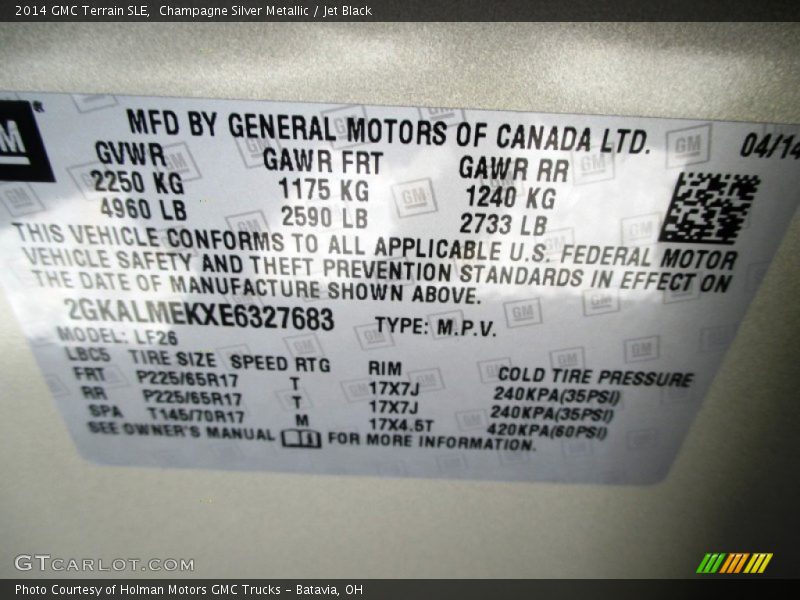 2014 GMC Terrain SLE, Champagne Silver Metallic / Jet Black
GM
MFD BY GENERAL MOTORS OF CANADA LTD. 04/14
GVWR GAWR FRT GAWR RR
2250 KG 1175 KG 1240 KG
4960 LB 2590 LB 2733 LB
THIS VEHICLE CONFORMS TO ALL APPLICABLE U.S. FEDERAL MOTOR
VEHICLE SAFETY AND THEFT PREVENTION STANDARDS IN EFFECT ON
THE DATE OF MANUFACTURE SHOWN ABOVE.
2GKALMEKXE6327683 TYPE: M.P.V.
MODEL: LF26
LBC5 TIRE SIZE SPEED RTG RIM COLD TIRE PRESSURE
FRT P225/65R17 T 17X7J 240KPA(35PSI)
RR P225/65R17 T 17X7J 240KPA(35PSI)
SPA T145/70R17 M 17X4.5T 420KPA(60PSI)
SEE OWNER'S MANUAL FOR MORE INFORMATION.
GTCARLOT.COM
Photo Courtesy of Holman Motors GMC Trucks - Batavia, OH